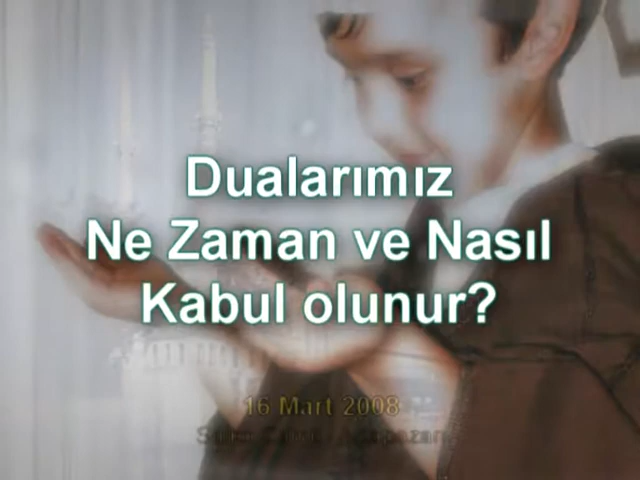 Dualarımız
Ne Zaman ve Nasıl
Kabul olunur?
16 Mart 2008